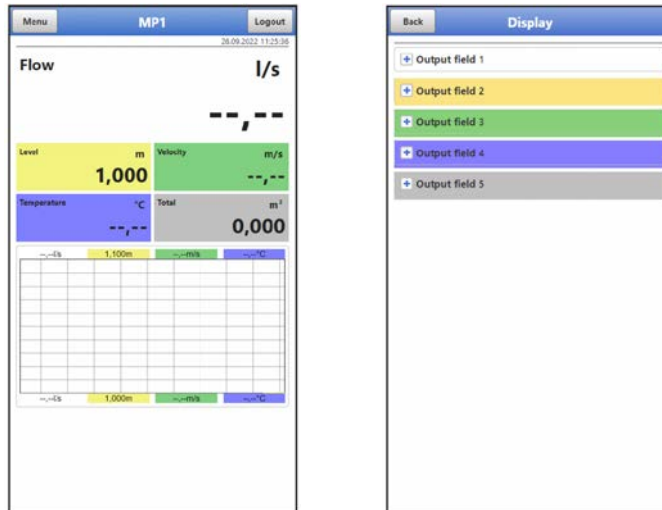 Menu MP1 Logout
28.09.2022 11:25:36
Flow l/s
--,--
Level m Velocity m/s
1,000 --,--
Temperature °C Total m³
--,-- 0,000
--,--l/s 1,100m --,--m/s --,--°C
--,--l/s 1,000m --,--m/s --,--°C
Back Display
Output field 1
Output field 2
Output field 3
Output field 4
Output field 5